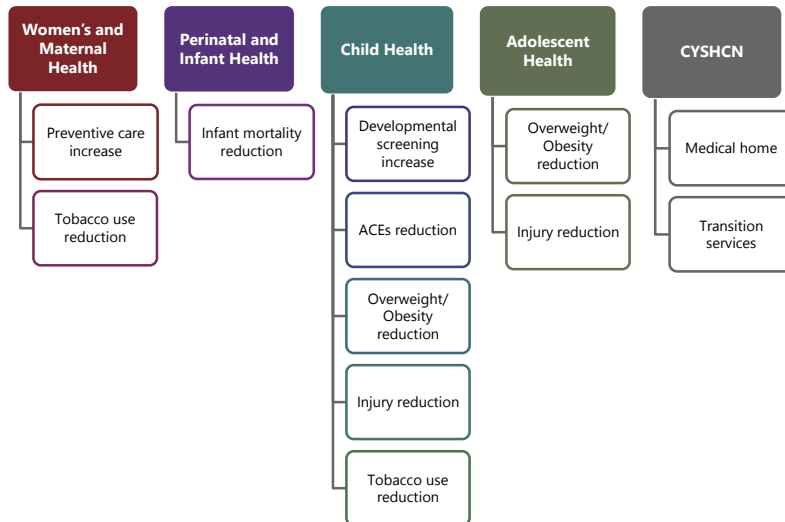 Women's and
Maternal
Health
Preventive care
increase
Tobacco use
reduction
Perinatal and
Infant Health
Infant mortality
reduction
Child Health
Developmental
screening
increase
ACEs reduction
Overweight/
Obesity
reduction
Injury reduction
Tobacco use
reduction
Adolescent
Health
Overweight/
Obesity
reduction
Injury reduction
CYSHCN
Medical home
Transition
services